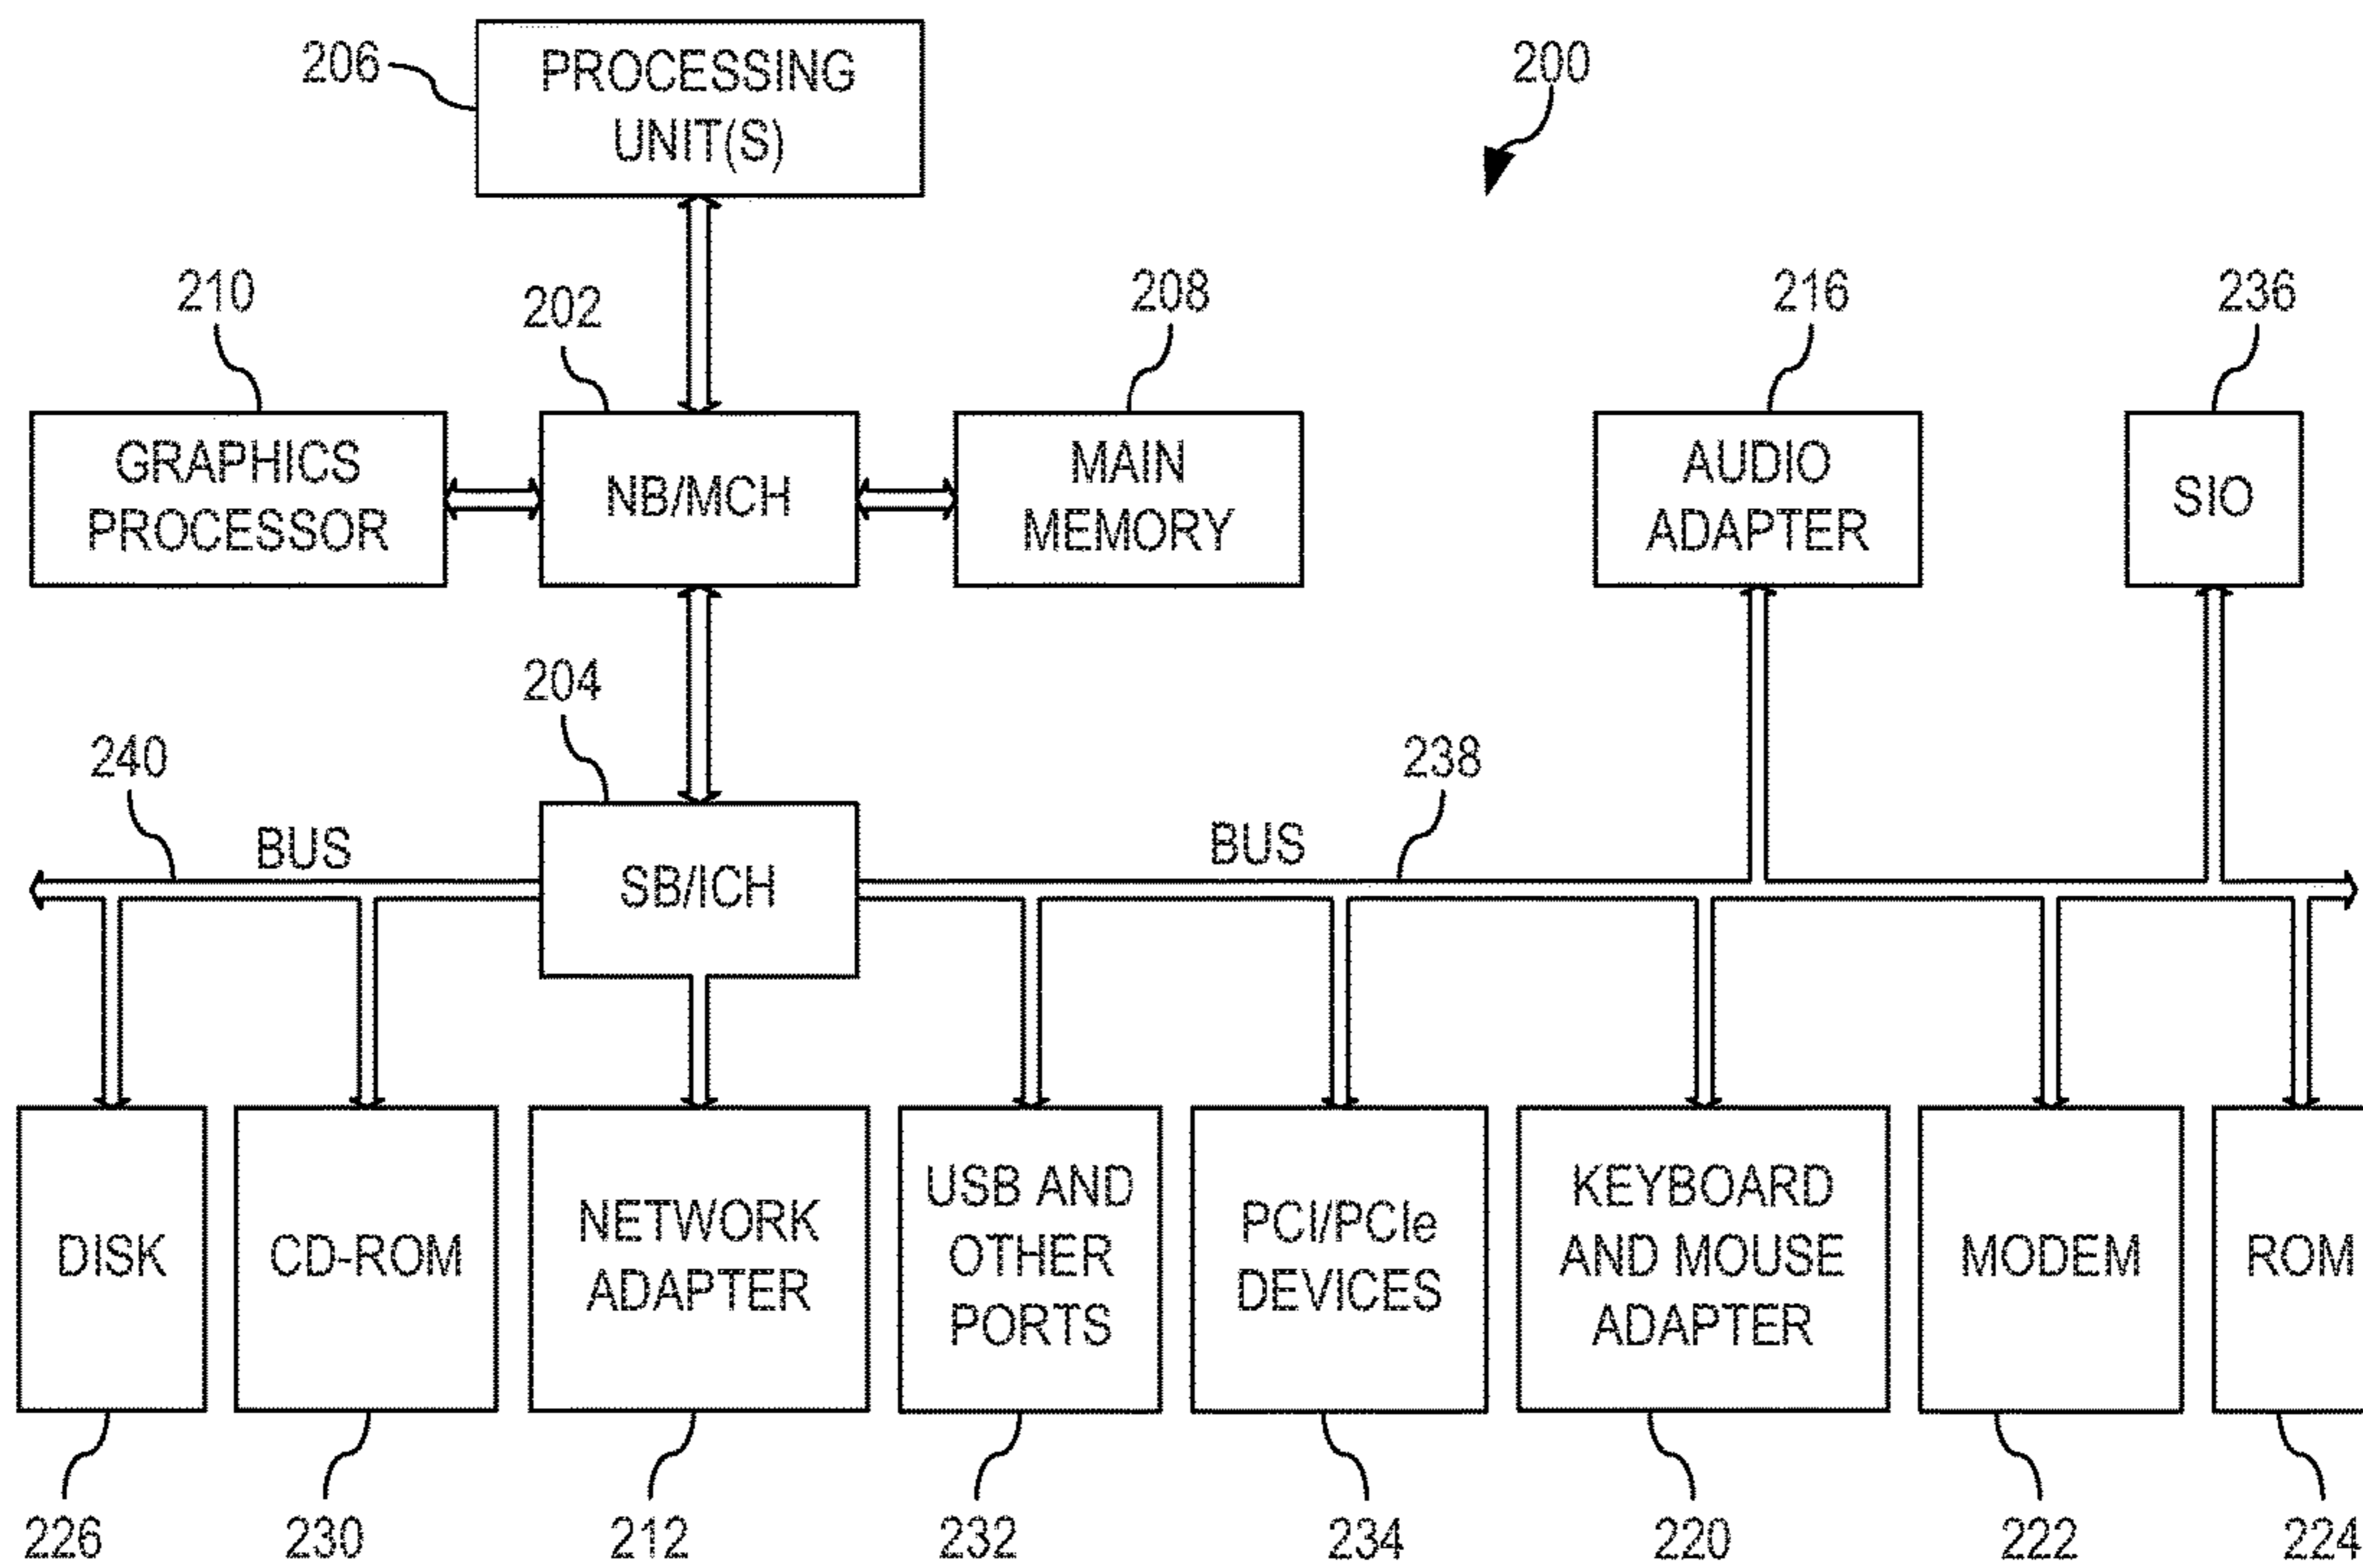 206
PROCESSING
UNIT(S)
200
210
202
208
216
236
GRAPHICS
PROCESSOR
NB/MCH
MAIN
MEMORY
AUDIO
ADAPTER
SIO
204
240
238
BUS
BUS
SB/ICH
DISK
CD-ROM
NETWORK
ADAPTER
USB AND
OTHER
PORTS
PCI/PCIe
DEVICES
KEYBOARD
AND MOUSE
ADAPTER
MODEM
ROM
226
230
212
232
234
220
222
224